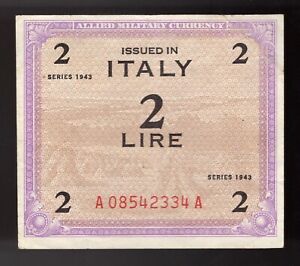 ALLIED MILITARY CURRENCY
2 ISSUED IN 2
SERIES 1943
ITALY
2
LIRE
SERIES 1943
2 A 08542334 A 2